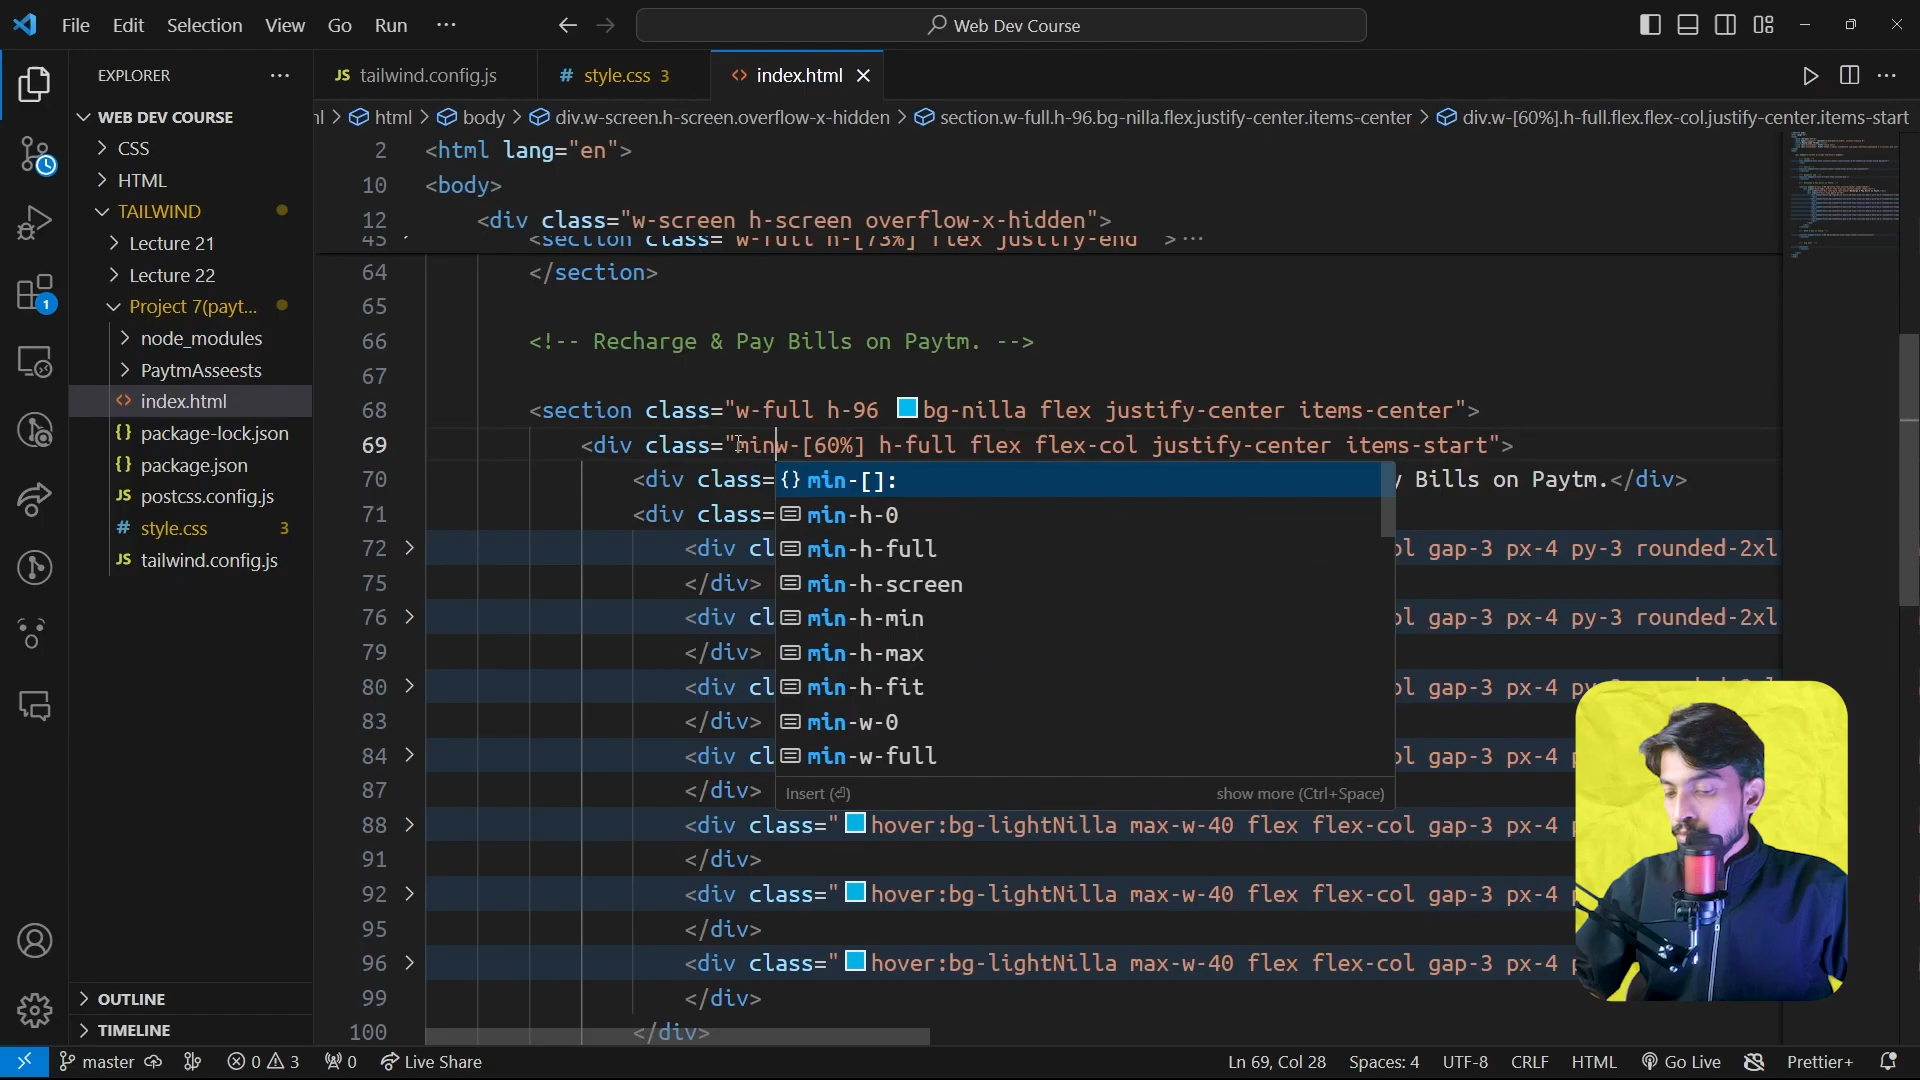 File Edit Selection View Go Run ··· Web Dev Course
EXPLORER ···
JS tailwind.config.js # style.css 3 <> index.html
ml > html > body > div.w-screen.h-screen.overflow-x-hidden > section.w-full.h-96.bg-nilla.flex.justify-center.items-center > div.w-[60%].h-full.flex.flex-col.justify-center.items-start
WEB DEV COURSE
CSS
HTML
TAILWIND
Lecture 21
Lecture 22
Project 7(payt...
node_modules
PaytmAsseests
<> index.html
{} package-lock.json
{} package.json
JS postcss.config.js
# style.css 3
JS tailwind.config.js
OUTLINE
TIMELINE
1
2 <html lang="en">
10 <body>
12 <div class="w-screen h-screen overflow-x-hidden">
45 <section class="w-full h-[73%] flex justify-end" >···
64 </section>
65
66 <!-- Recharge & Pay Bills on Paytm. -->
67
68 <section class="w-full h-96 bg-nilla flex justify-center items-center">
69 <div class="minw-[60%] h-full flex flex-col justify-center items-start">
70 <div class= y Bills on Paytm.</div>
71 <div class=
72 <div cl ol gap-3 px-4 py-3 rounded-2xl
75 </div>
76 <div cl ol gap-3 px-4 py-3 rounded-2xl
79 </div>
80 <div cl ol gap-3 px-4 py
83 </div>
84 <div cl ol gap-3 px-4 p
87 </div>
88 <div class=" hover:bg-lightNilla max-w-40 flex flex-col gap-3 px-4 p
91 </div>
92 <div class=" hover:bg-lightNilla max-w-40 flex flex-col gap-3 px-4 p
95 </div>
96 <div class=" hover:bg-lightNilla max-w-40 flex flex-col gap-3 px-4 p
99 </div>
100 </div>
{} min-[]:
min-h-0
min-h-full
min-h-screen
min-h-min
min-h-max
min-h-fit
min-w-0
min-w-full
Insert (⏎) show more (Ctrl+Space)
master 0 3 0 Live Share Ln 69, Col 28 Spaces: 4 UTF-8 CRLF HTML Go Live Prettier+